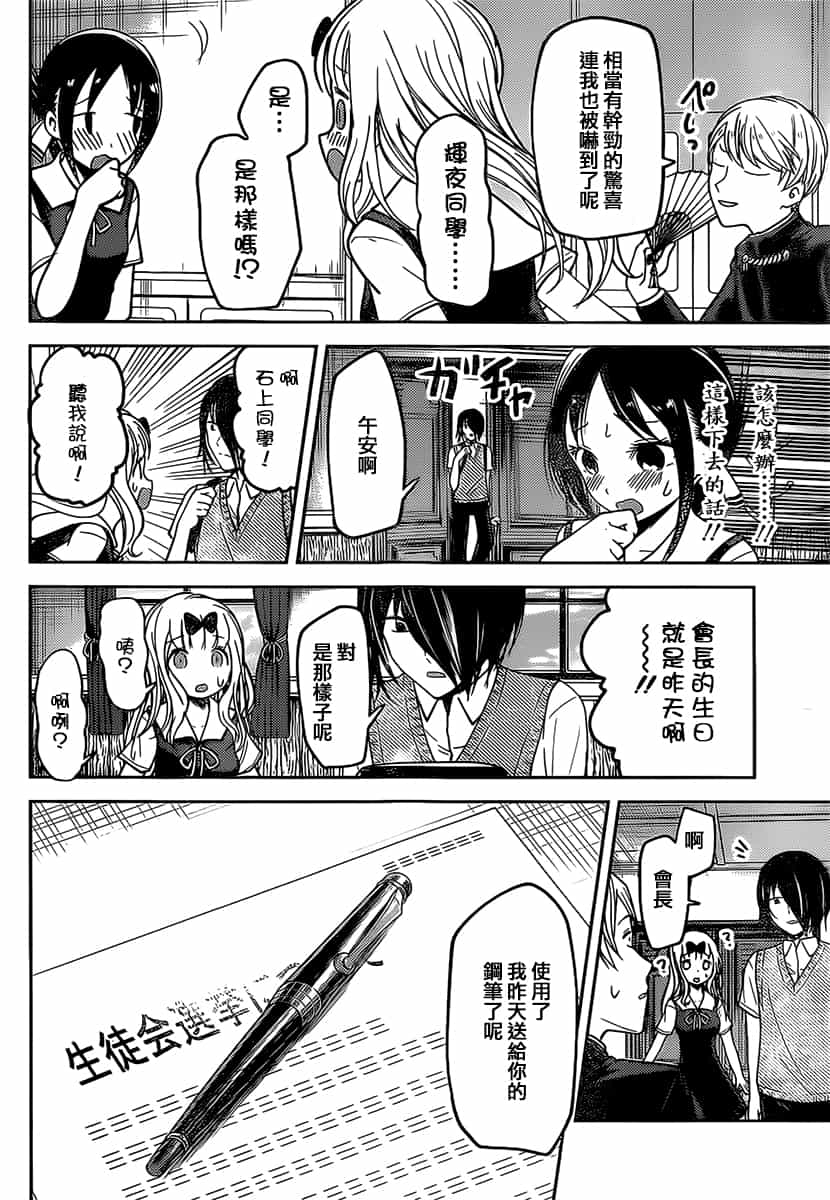 相當有幹勁的驚喜
連我也被嚇到了呢
ペしっ
輝夜同學……
是…
是那樣嗎!?
該怎麼辦……!!
這樣下去的話!!
ガチャ
午安啊
啊
石上同學!
聽我說啊!
會長的生日
就是昨天啊
!!
對
是那樣子呢
咦?
啊咧?
啊
會長
?
?
使用了
我昨天送給你的
鋼筆了呢
生徒会選挙